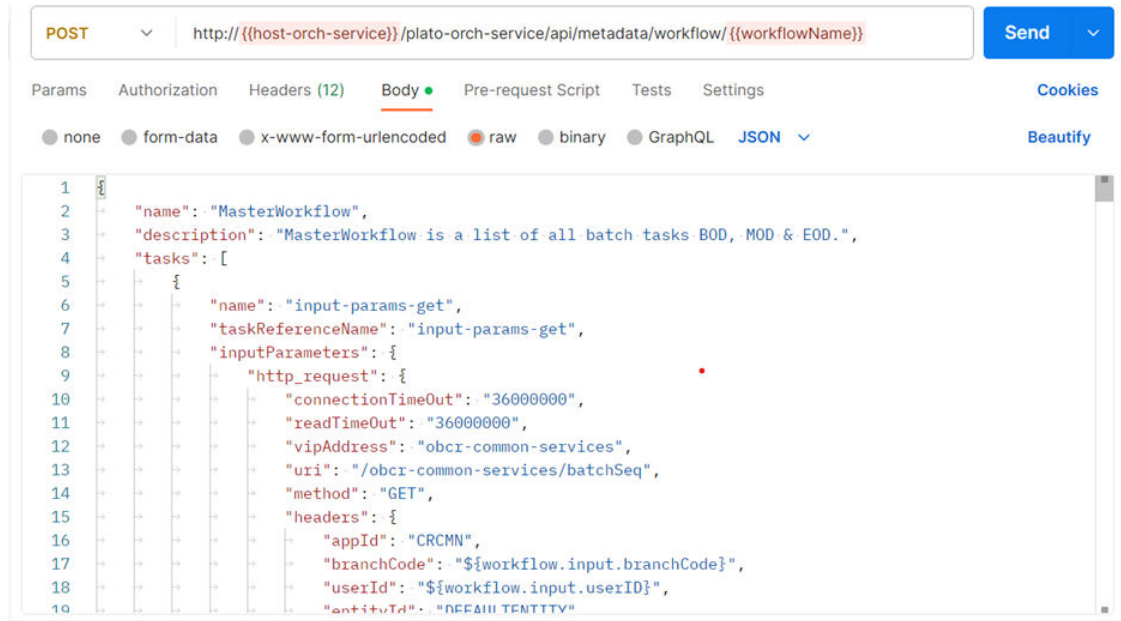 POST http://{{host-orch-service}}/plato-orch-service/api/metadata/workflow/{{workflowName}} Send
Params Authorization Headers (12) Body Pre-request Script Tests Settings Cookies
none form-data x-www-form-urlencoded raw binary GraphQL JSON Beautify
1 {
2 "name": "MasterWorkflow",
3 "description": "MasterWorkflow is a list of all batch tasks BOD, MOD & EOD.",
4 "tasks": [
5 {
6 "name": "input-params-get",
7 "taskReferenceName": "input-params-get",
8 "inputParameters": {
9 "http_request": {
10 "connectionTimeOut": "36000000",
11 "readTimeOut": "36000000",
12 "vipAddress": "obcr-common-services",
13 "uri": "/obcr-common-services/batchSeq",
14 "method": "GET",
15 "headers": {
16 "appId": "CRCMN",
17 "branchCode": "${workflow.input.branchCode}",
18 "userId": "${workflow.input.userID}",
19 "entityId": "DEFAULTENTITY"